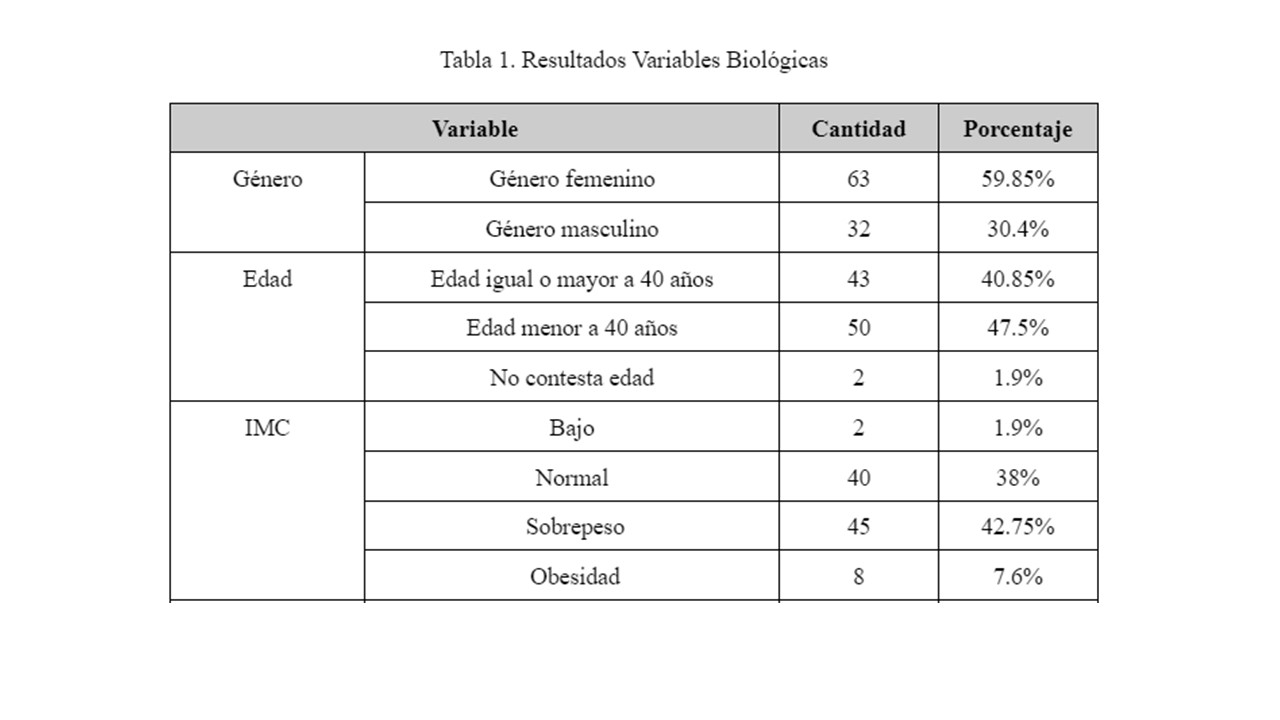 Tabla 1. Resultados Variables Biológicas
Variable Cantidad Porcentaje
Género Género femenino 63 59.85%
Género masculino 32 30.4%
Edad Edad igual o mayor a 40 años 43 40.85%
Edad menor a 40 años 50 47.5%
No contesta edad 2 1.9%
IMC Bajo 2 1.9%
Normal 40 38%
Sobrepeso 45 42.75%
Obesidad 8 7.6%